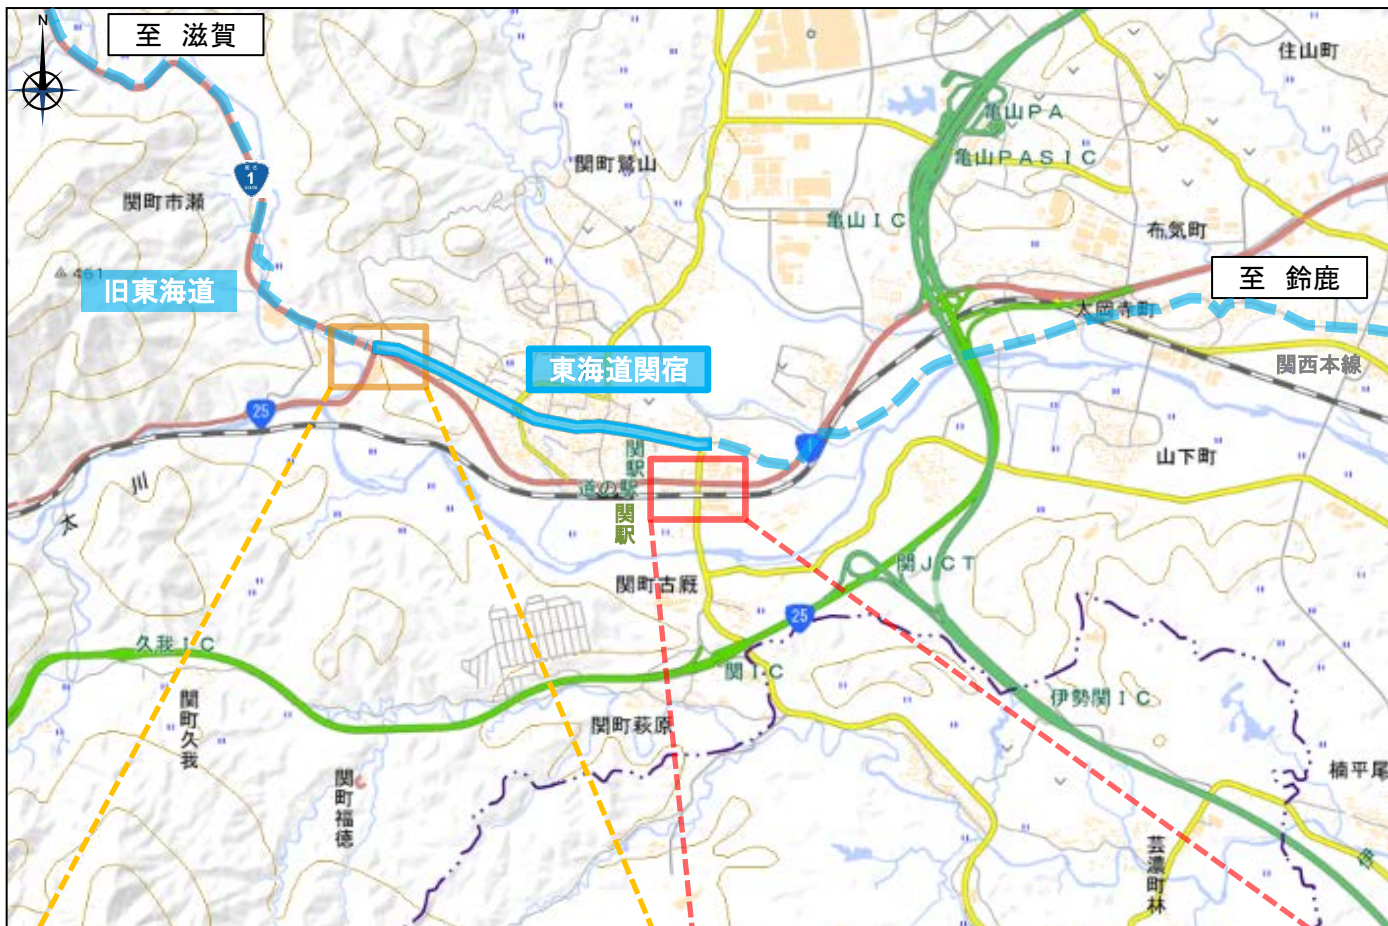 N
至 滋賀
住山町
亀山PA
亀山PASIC
関町鷲山
1
関町市瀬
亀山IC
布気町
461
旧東海道
至 鈴鹿
太岡寺町
東海道関宿
関西本線
25
1
関駅
道の駅
関駅
山下町
川
太
関JCT
関町古厩
25
久我IC
関IC
伊勢関IC
関町久我
関町萩原
楠平尾
関町福徳
芸濃町林